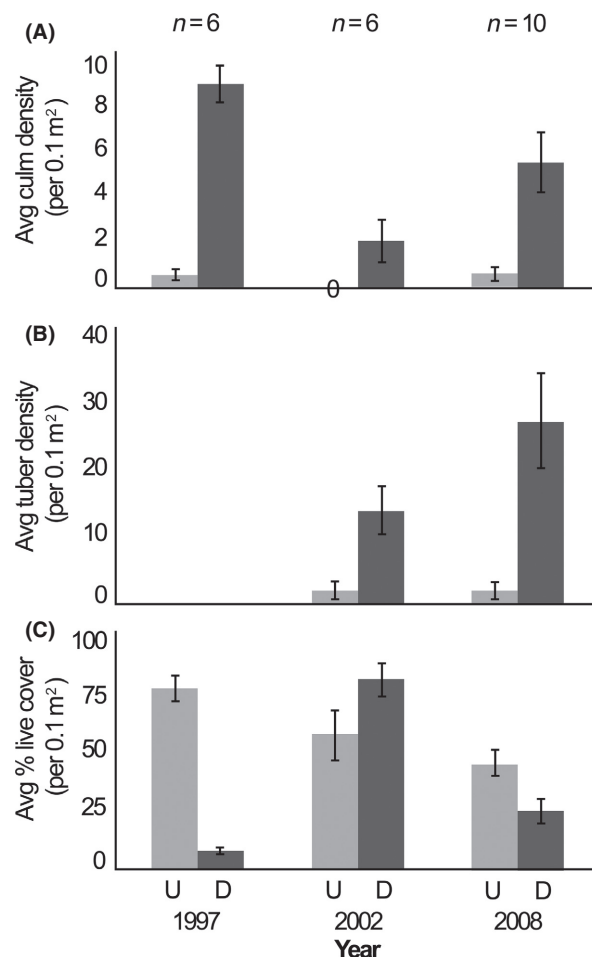 n=6 n=6 n=10
(A)
Avg culm density
(per 0.1 m²)
10
8
6
4
2
0
0
(B)
Avg tuber density
(per 0.1 m²)
40
30
20
10
0
(C)
Avg % live cover
(per 0.1 m²)
100
75
50
25
0
U D U D U D
1997 2002 2008
Year